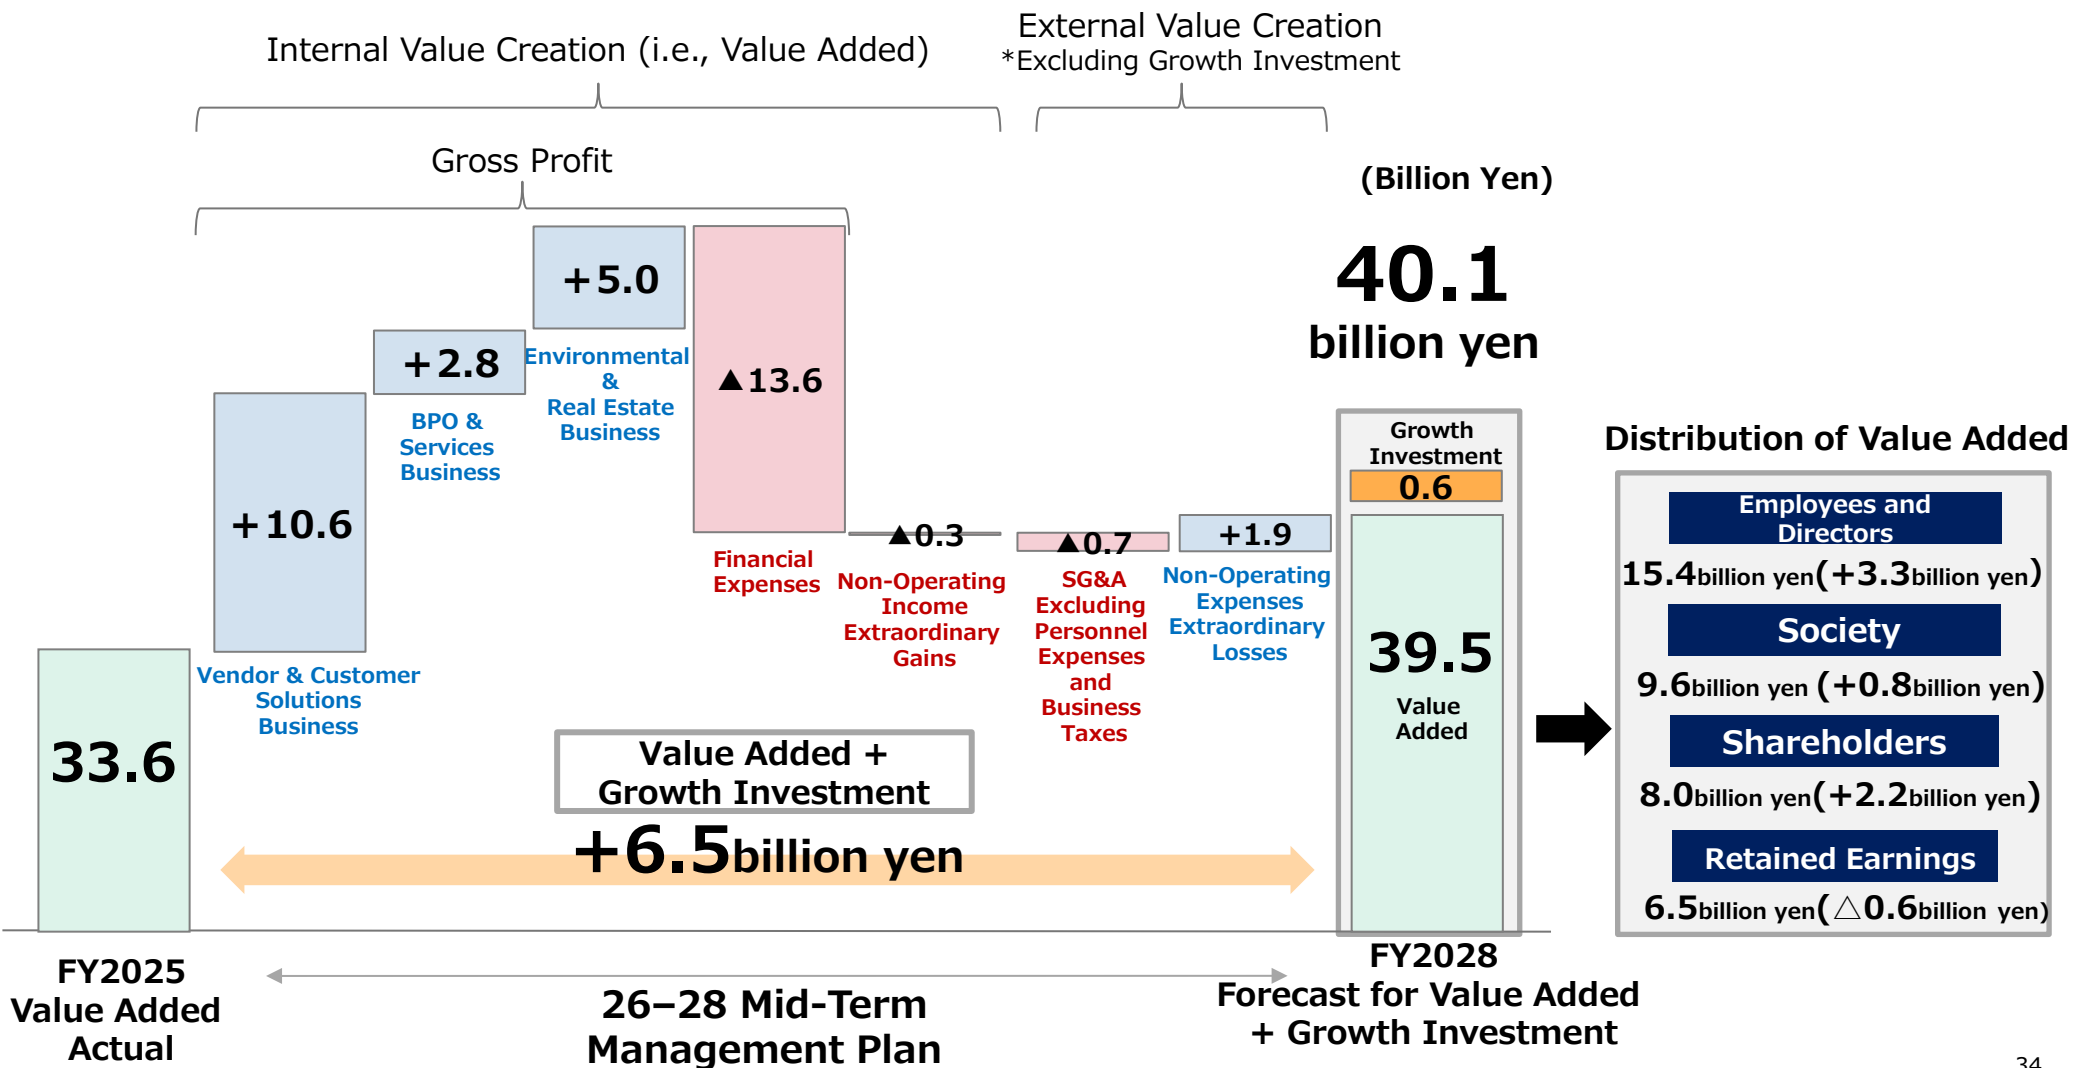 Internal Value Creation (i.e., Value Added)
External Value Creation
*Excluding Growth Investment
Gross Profit
(Billion Yen)
40.1
billion yen
33.6
+10.6
Vendor & Customer
Solutions
Business
+2.8
BPO &
Services
Business
+5.0
Environmental
&
Real Estate
Business
▲13.6
Financial
Expenses
▲0.3
Non-Operating
Income
Extraordinary
Gains
▲0.7
SG&A
Excluding
Personnel
Expenses
and
Business
Taxes
+1.9
Non-Operating
Expenses
Extraordinary
Losses
Growth
Investment
0.6
39.5
Value
Added
Value Added +
Growth Investment
+6.5billion yen
Distribution of Value Added
Employees and
Directors
15.4billion yen(+3.3billion yen)
Society
9.6billion yen (+0.8billion yen)
Shareholders
8.0billion yen(+2.2billion yen)
Retained Earnings
6.5billion yen(△0.6billion yen)
FY2025
Value Added
Actual
26–28 Mid-Term
Management Plan
FY2028
Forecast for Value Added
+ Growth Investment
34